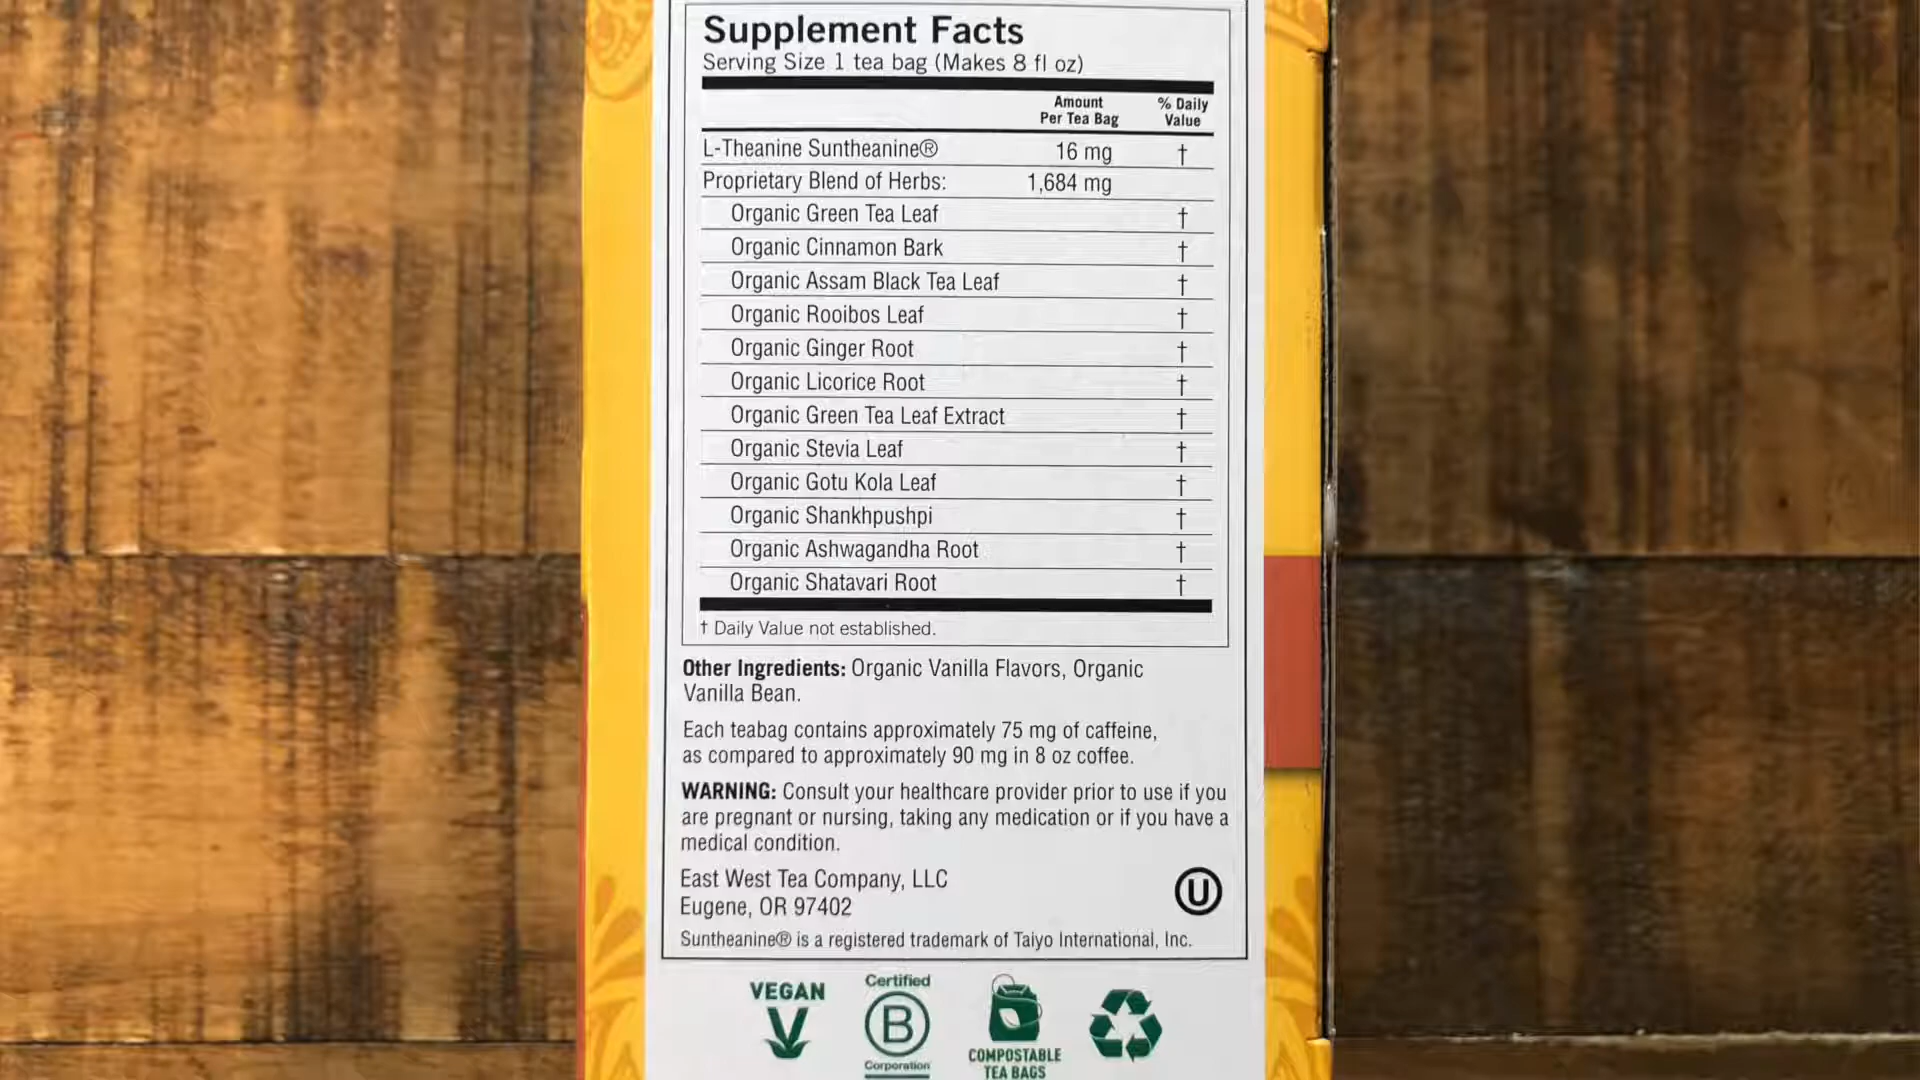 Supplement Facts
Serving Size 1 tea bag (Makes 8 fl oz)
Amount Per Tea Bag % Daily Value
L-Theanine Suntheanine® 16 mg †
Proprietary Blend of Herbs: 1,684 mg
Organic Green Tea Leaf †
Organic Cinnamon Bark †
Organic Assam Black Tea Leaf †
Organic Rooibos Leaf †
Organic Ginger Root †
Organic Licorice Root †
Organic Green Tea Leaf Extract †
Organic Stevia Leaf †
Organic Gotu Kola Leaf †
Organic Shankhpushpi †
Organic Ashwagandha Root †
Organic Shatavari Root †
† Daily Value not established.
Other Ingredients: Organic Vanilla Flavors, Organic
Vanilla Bean.
Each teabag contains approximately 75 mg of caffeine,
as compared to approximately 90 mg in 8 oz coffee.
WARNING: Consult your healthcare provider prior to use if you
are pregnant or nursing, taking any medication or if you have a
medical condition.
East West Tea Company, LLC
Eugene, OR 97402
U
Suntheanine® is a registered trademark of Taiyo International, Inc.
VEGAN
V
Certified
B
Corporation
COMPOSTABLE
TEA BAGS